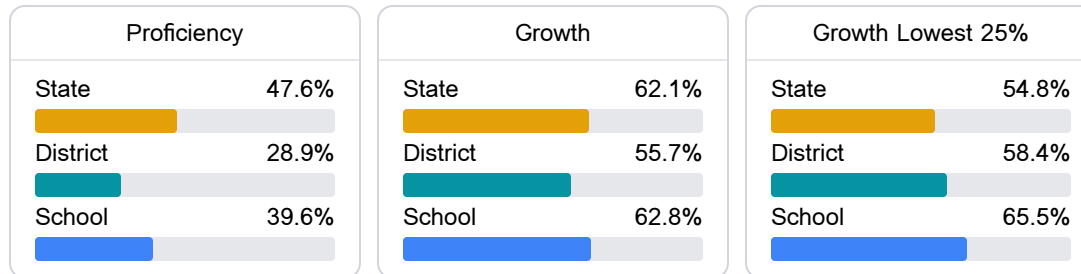 Proficiency
State 47.6%
District 28.9%
School 39.6%
Growth
State 62.1%
District 55.7%
School 62.8%
Growth Lowest 25%
State 54.8%
District 58.4%
School 65.5%